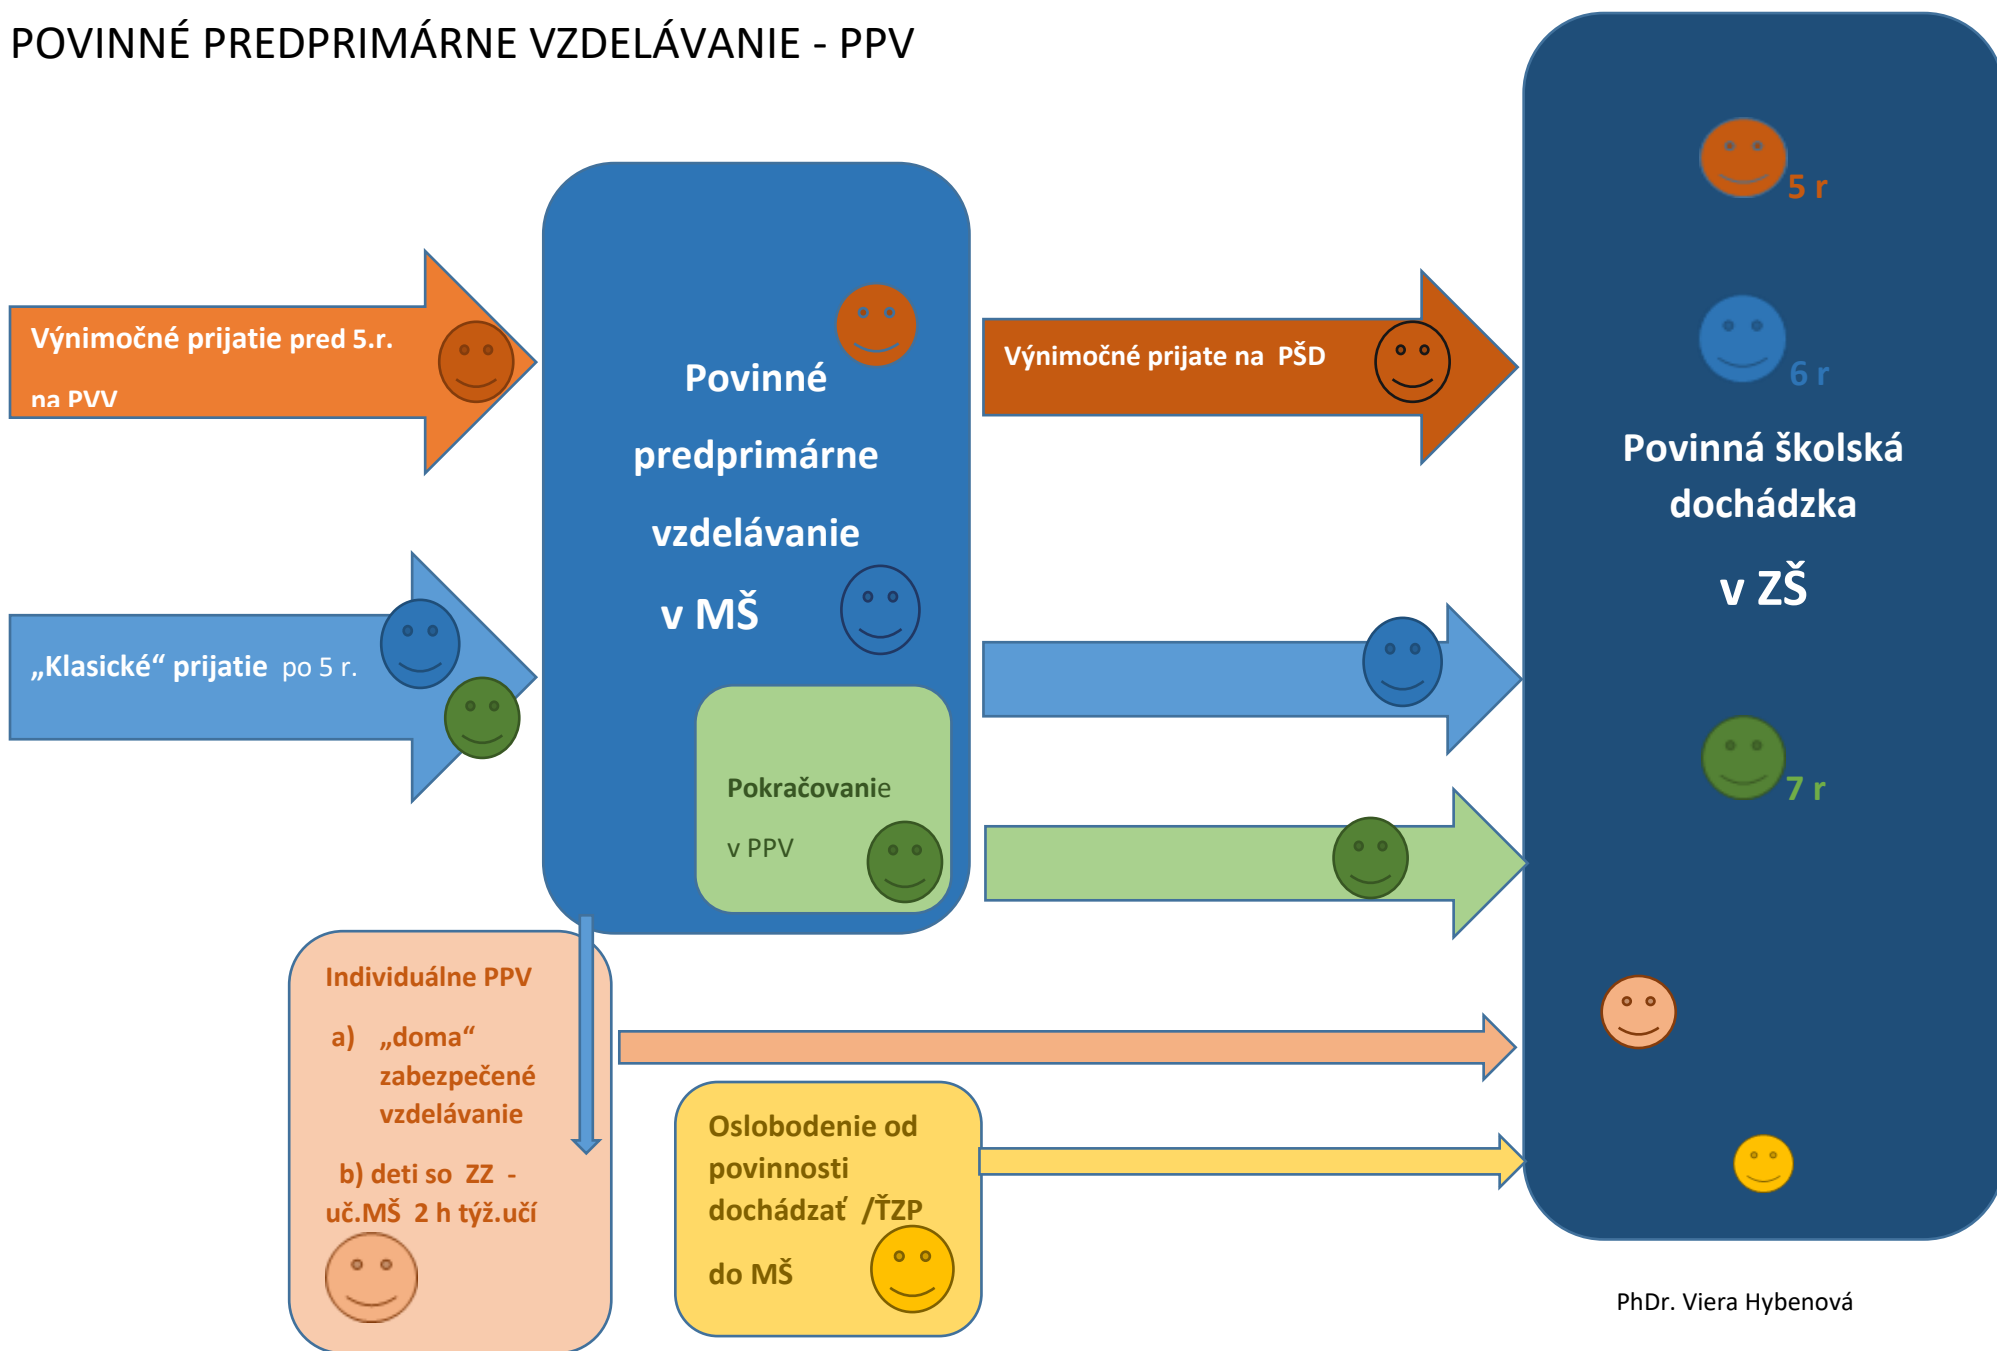 POVINNÉ PREDPRIMÁRNE VZDELÁVANIE - PPV
Výnimočné prijatie pred 5.r.
na PVV
„Klasické“ prijatie po 5 r.
Povinné
predprimárne
vzdelávanie
v MŠ
Pokračovanie
v PPV
Výnimočné prijate na PŠD
5 r
6 r
Povinná školská
dochádzka
v ZŠ
7 r
Individuálne PPV
a) „doma“
zabezpečené
vzdelávanie
b) deti so ZZ -
uč.MŠ 2 h týž.učí
Oslobodenie od
povinnosti
dochádzať /ŤZP
do MŠ
PhDr. Viera Hybenová